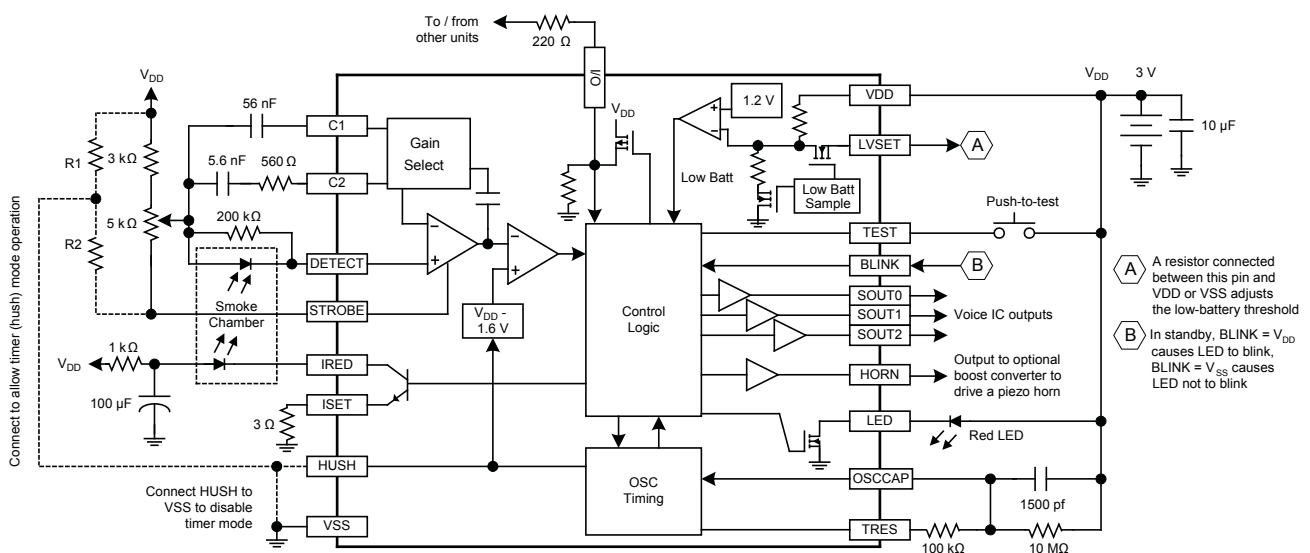 To / from
other units
220 Ω
I/O
V_DD
56 nF
C1
R1
3 kΩ
5.6 nF
560 Ω
C2
Gain
Select
200 kΩ
5 kΩ
R2
DETECT
Smoke
Chamber
STROBE
V_DD -
1.6 V
V_DD
1 kΩ
IRED
100 µF
ISET
3 Ω
HUSH
Connect HUSH to
VSS to disable
timer mode
VSS
Connect to allow timer (hush) mode operation
V_DD
Control
Logic
OSC
Timing
1.2 V
Low Batt
Low Batt
Sample
VDD
LVSET
A
TEST
Push-to-test
BLINK
B
SOUT0
SOUT1
SOUT2
Voice IC outputs
HORN
Output to optional
boost converter to
drive a piezo horn
LED
Red LED
OSCCAP
1500 pf
TRES
100 kΩ
10 MΩ
V_DD
3 V
10 µF
A
A resistor connected
between this pin and
VDD or VSS adjusts
the low-battery threshold
B
In standby, BLINK = V_DD
causes LED to blink,
BLINK = V_SS causes
LED not to blink